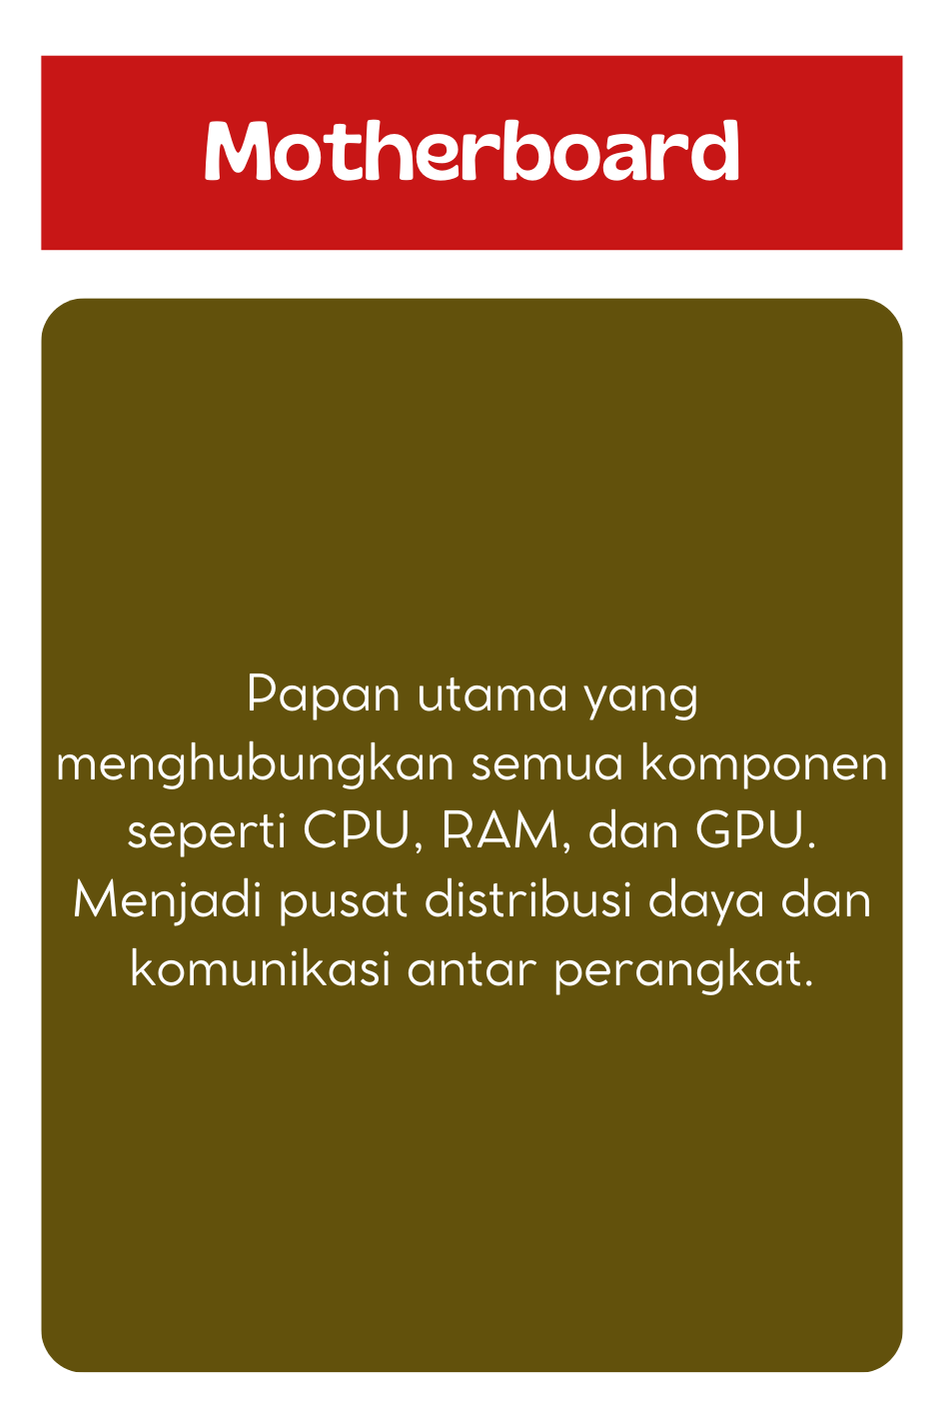 Motherboard
Papan utama yang
menghubungkan semua komponen
seperti CPU, RAM, dan GPU.
Menjadi pusat distribusi daya dan
komunikasi antar perangkat.